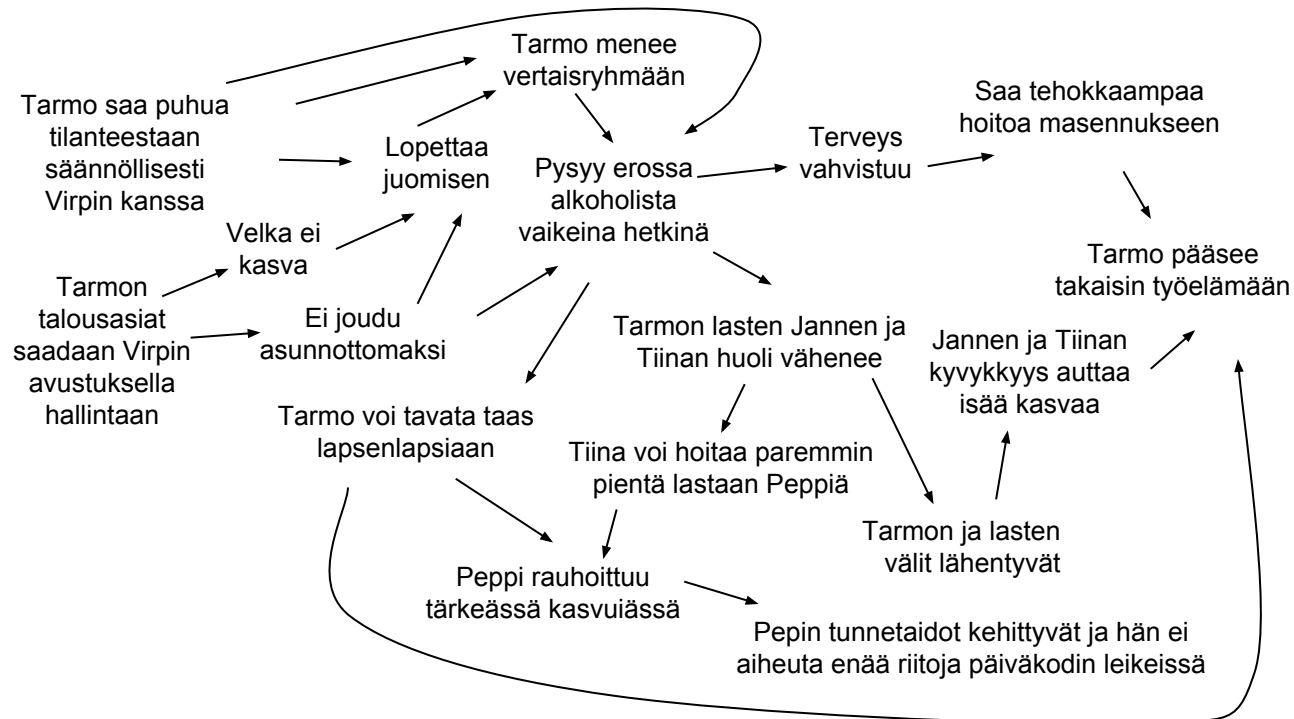 Tarmo menee
vertaisryhmään
Tarmo saa puhua
tilanteestaan
säännöllisesti
Virpin kanssa
Lopettaa
juomisen
Pysyy erossa
alkoholista
vaikeina hetkinä
Terveys
vahvistuu
Saa tehokkaampaa
hoitoa masennukseen
Velka ei
kasva
Tarmo pääsee
takaisin työelämään
Tarmon
talousasiat
saadaan Virpin
avustuksella
hallintaan
Ei joudu
asunnottomaksi
Tarmon lasten Jannen ja
Tiinan huoli vähenee
Jannen ja Tiinan
kyvykkyys auttaa
isää kasvaa
Tarmo voi tavata taas
lapsenlapsiaan
Tiina voi hoitaa paremmin
pientä lastaan Peppiä
Tarmon ja lasten
välit lähentyvät
Peppi rauhoittuu
tärkeässä kasvuiässä
Pepin tunnetaidot kehittyvät ja hän ei
aiheuta enää riitoja päiväkodin leikeissä